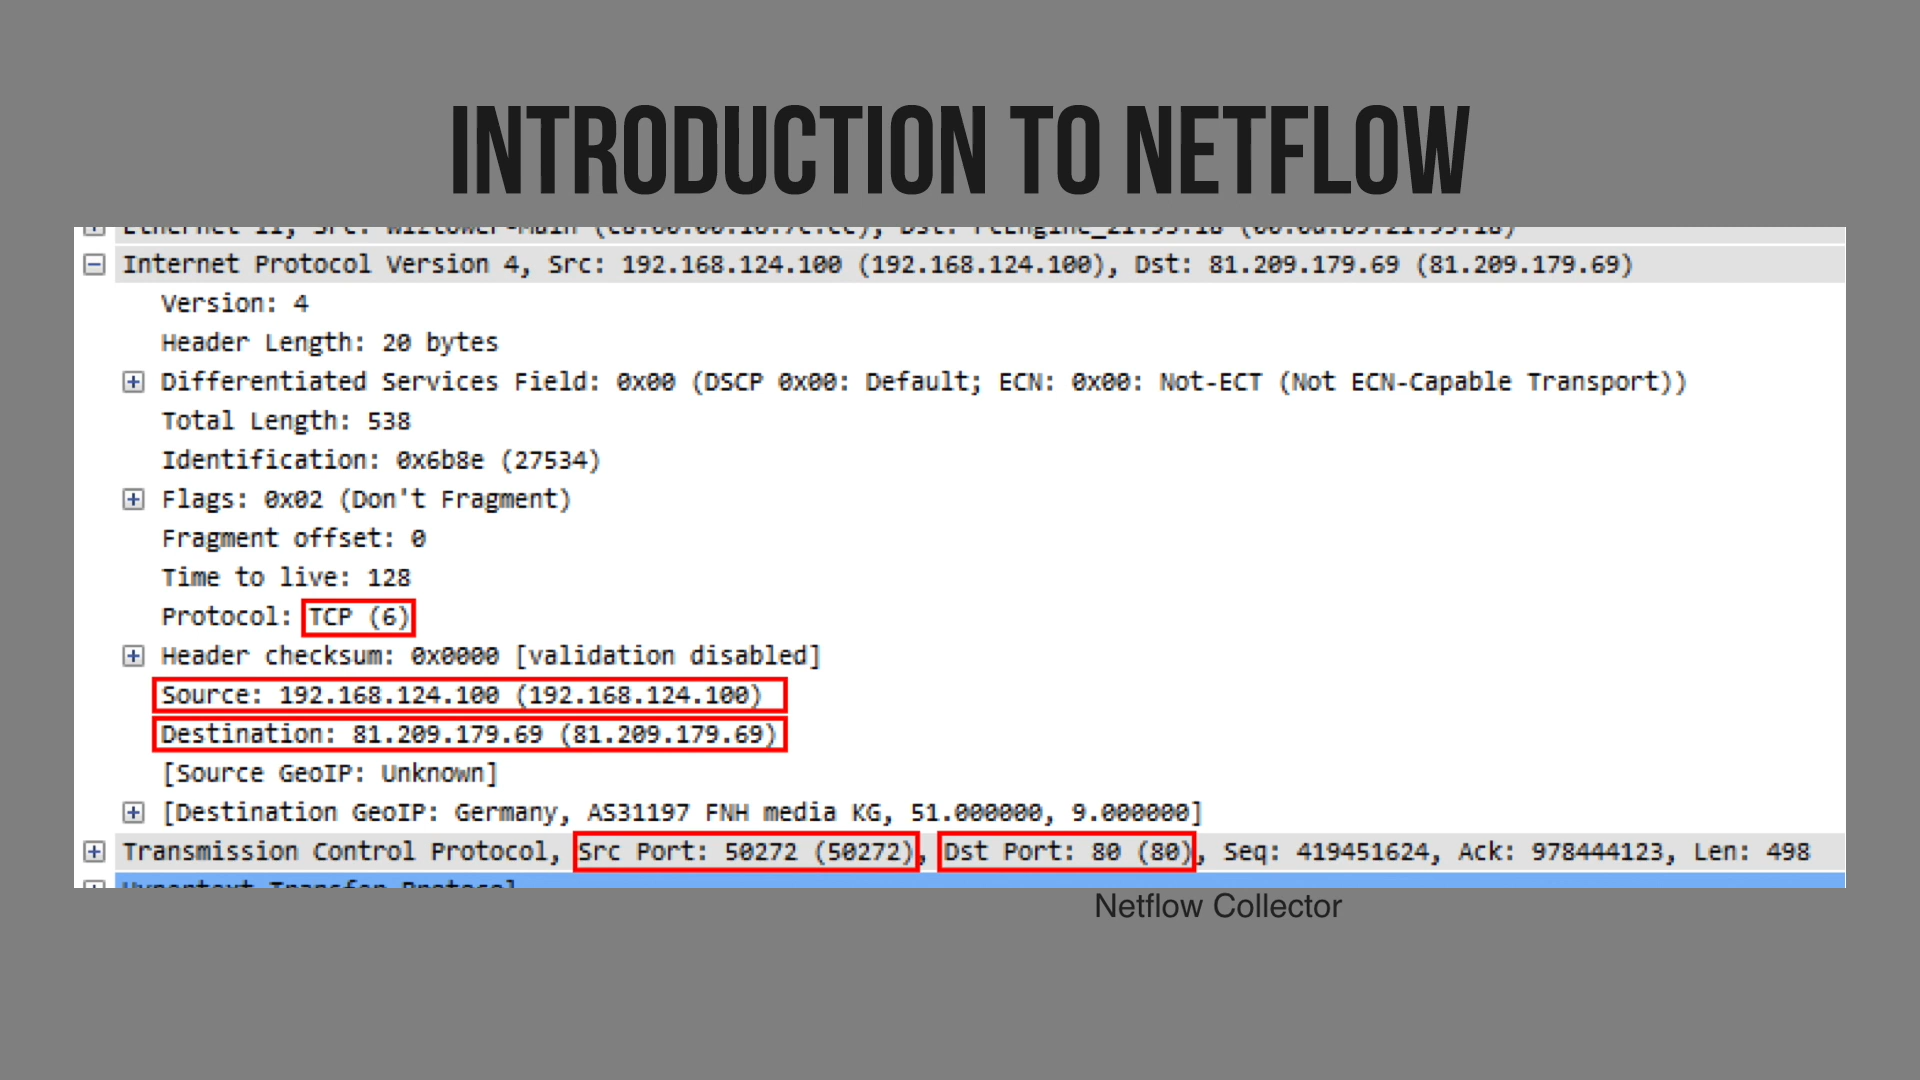 INTRODUCTION TO NETFLOW
Internet Protocol Version 4, Src: 192.168.124.100 (192.168.124.100), Dst: 81.209.179.69 (81.209.179.69)
Version: 4
Header Length: 20 bytes
Differentiated Services Field: 0x00 (DSCP 0x00: Default; ECN: 0x00: Not-ECT (Not ECN-Capable Transport))
Total Length: 538
Identification: 0x6b8e (27534)
Flags: 0x02 (Don't Fragment)
Fragment offset: 0
Time to live: 128
Protocol: TCP (6)
Header checksum: 0x0000 [validation disabled]
Source: 192.168.124.100 (192.168.124.100)
Destination: 81.209.179.69 (81.209.179.69)
[Source GeoIP: Unknown]
[Destination GeoIP: Germany, AS31197 FNH media KG, 51.000000, 9.000000]
Transmission Control Protocol, Src Port: 50272 (50272), Dst Port: 80 (80), Seq: 419451624, Ack: 978444123, Len: 498
Hypertext Transfer Protocol
Netflow Collector